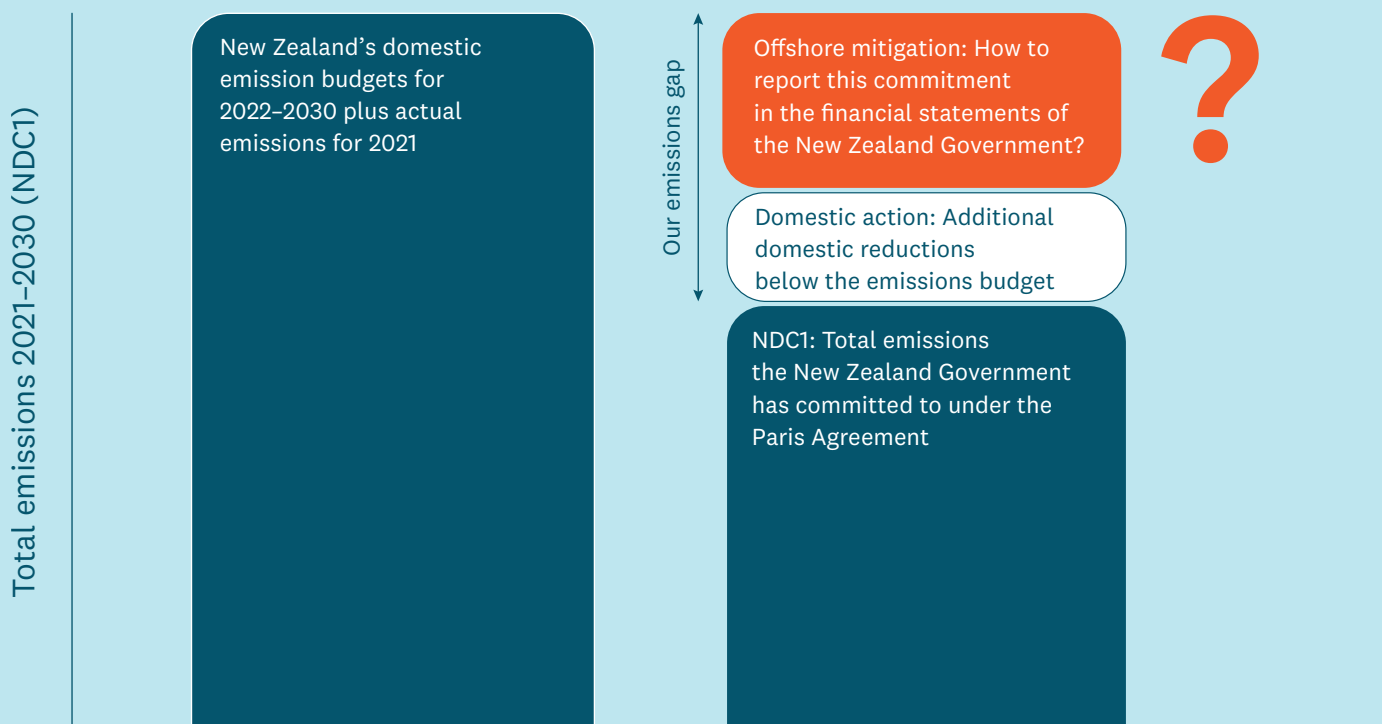 Total emissions 2021–2030 (NDC1)
New Zealand’s domestic
emission budgets for
2022–2030 plus actual
emissions for 2021
Our emissions gap
Offshore mitigation: How to
report this commitment
in the financial statements of
the New Zealand Government?
?
Domestic action: Additional
domestic reductions
below the emissions budget
NDC1: Total emissions
the New Zealand Government
has committed to under the
Paris Agreement